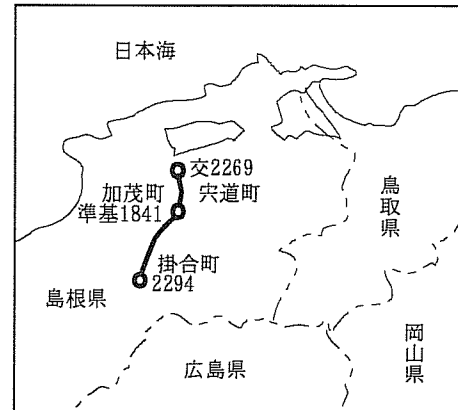 日本海
交2269
加茂町
宍道町
準基1841
掛合町
2294
島根県
鳥取県
広島県
岡山県